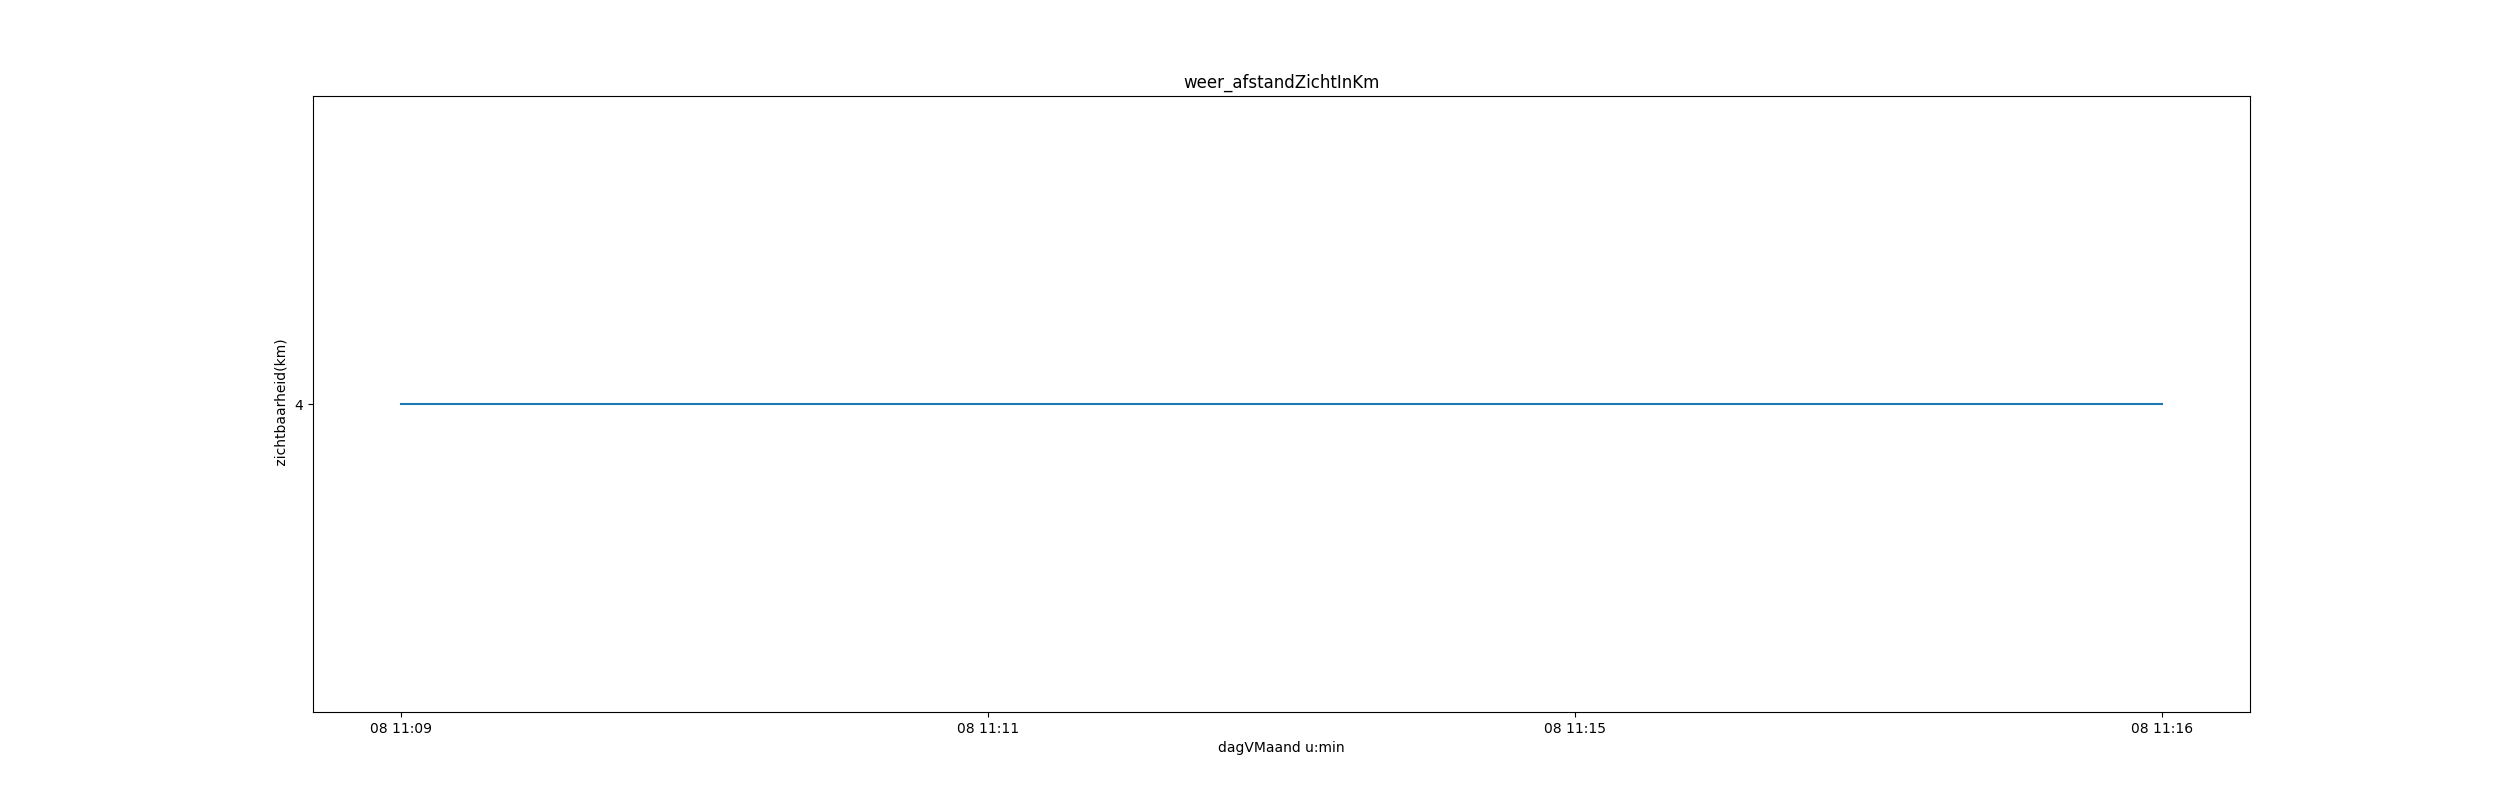 weer_afstandZichtInKm
zichtbaarheid(km)
4
08 11:09
08 11:11
08 11:15
08 11:16
dagVMaand u:min